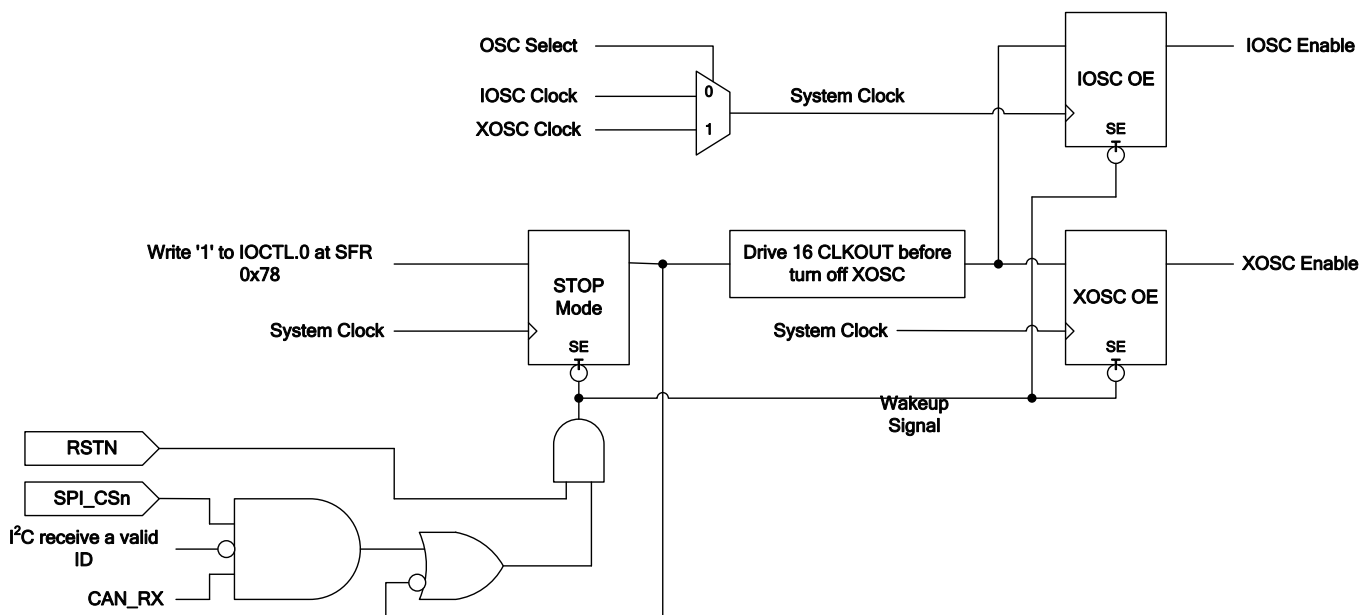 OSC Select
IOSC Enable
IOSC Clock
0
System Clock
IOSC OE
XOSC Clock
1
SE
Write '1' to IOCTL.0 at SFR
0x78
Drive 16 CLKOUT before
turn off XOSC
XOSC Enable
STOP
Mode
XOSC OE
System Clock
System Clock
SE
SE
Wakeup
Signal
RSTN
SPI_CSn
I²C receive a valid
ID
CAN_RX